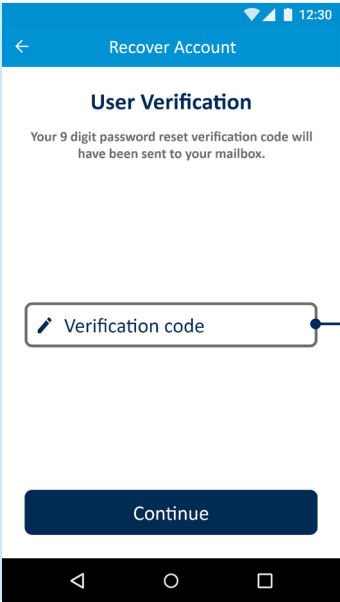 12:30
Recover Account
User Verification
Your 9 digit password reset verification code will
have been sent to your mailbox.
Verification code
Continue